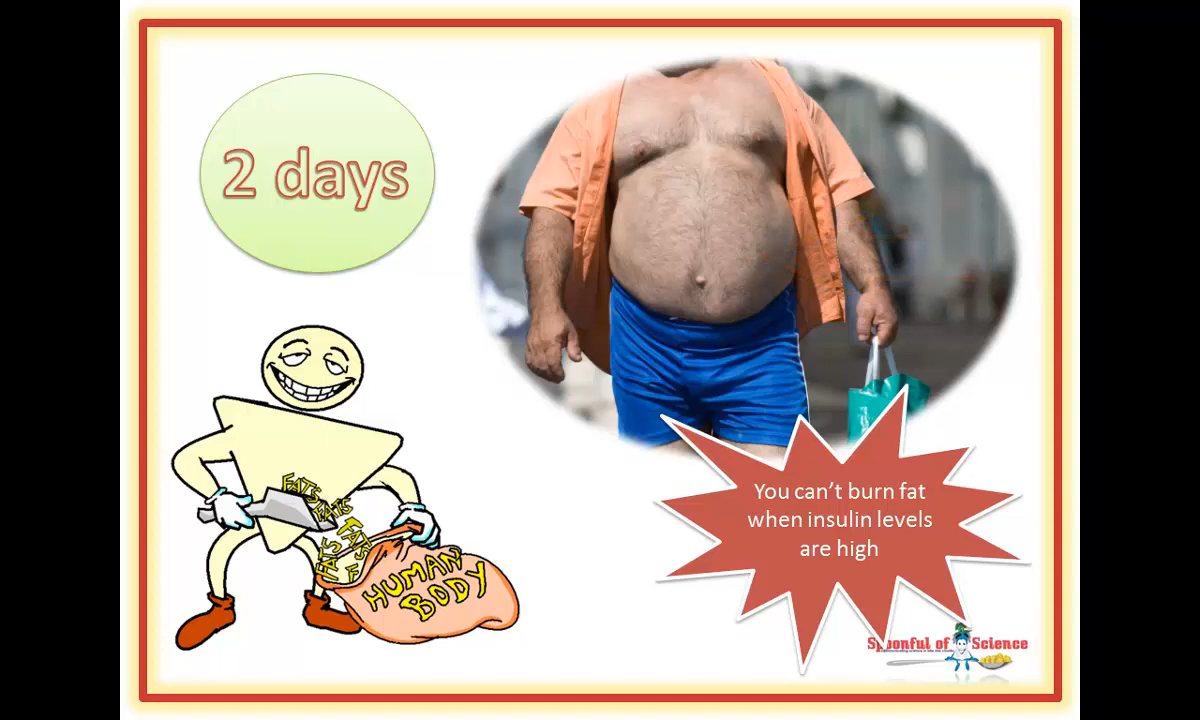 2 days
You can't burn fat
when insulin levels
are high
FATS
FATS
FATS
FATS
F
HUMAN
BODY
Spoonful of Science